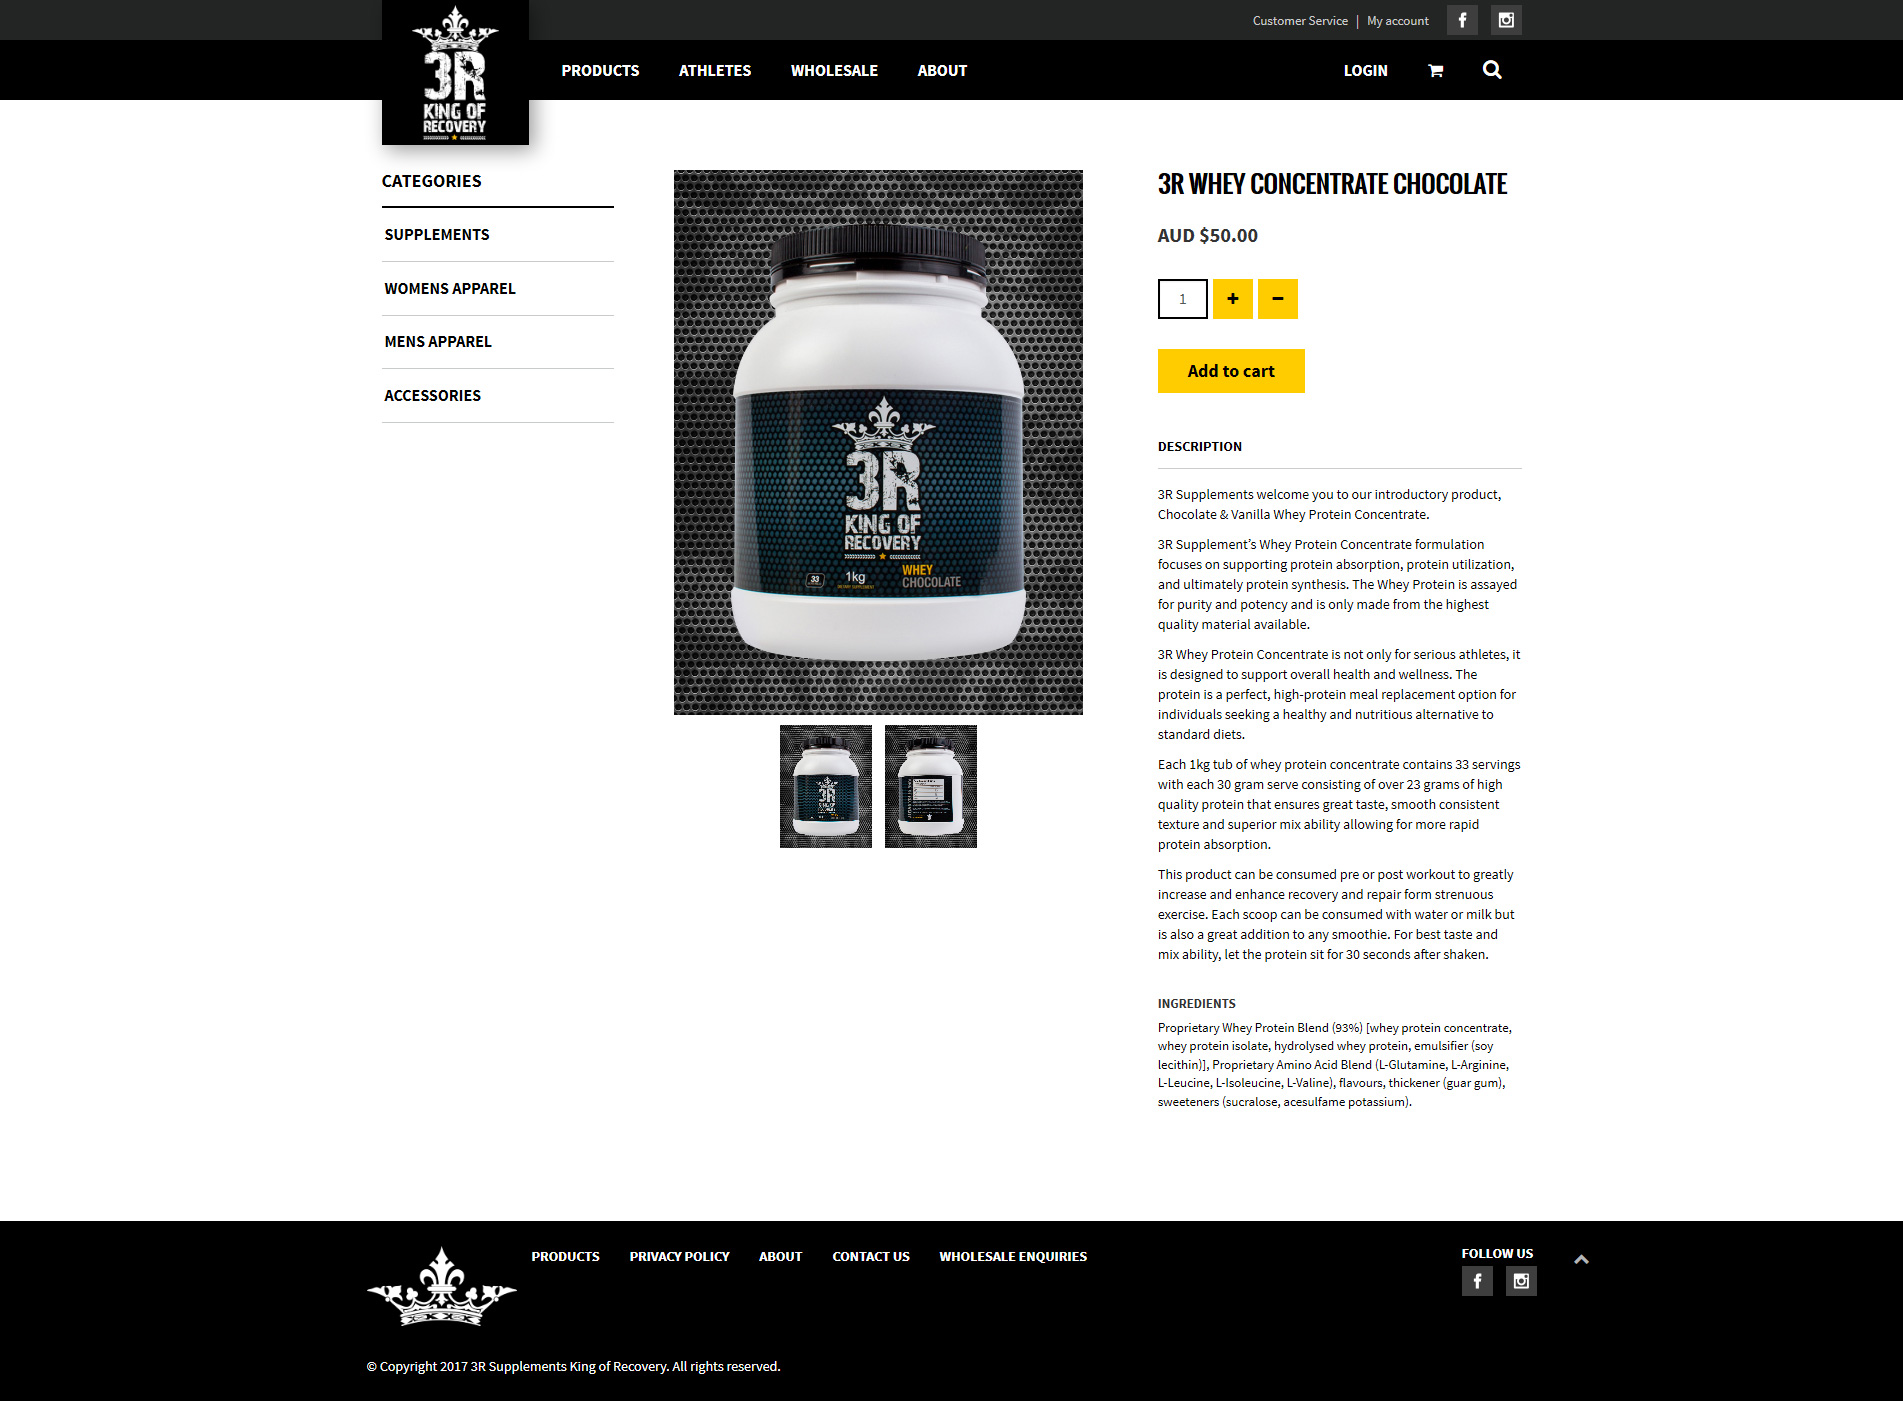 Customer Service | My account
3R
KING OF
RECOVERY
PRODUCTS
ATHLETES
WHOLESALE
ABOUT
LOGIN
CATEGORIES
SUPPLEMENTS
WOMENS APPAREL
MENS APPAREL
ACCESSORIES
3R
KING OF
RECOVERY
33
1kg
WHEY
CHOCOLATE
3R WHEY CONCENTRATE CHOCOLATE
AUD $50.00
1
+
-
Add to cart
DESCRIPTION
3R Supplements welcome you to our introductory product,
Chocolate & Vanilla Whey Protein Concentrate.
3R Supplement’s Whey Protein Concentrate formulation
focuses on supporting protein absorption, protein utilization,
and ultimately protein synthesis. The Whey Protein is assayed
for purity and potency and is only made from the highest
quality material available.
3R Whey Protein Concentrate is not only for serious athletes, it
is designed to support overall health and wellness. The
protein is a perfect, high-protein meal replacement option for
individuals seeking a healthy and nutritious alternative to
standard diets.
Each 1kg tub of whey protein concentrate contains 33 servings
with each 30 gram serve consisting of over 23 grams of high
quality protein that ensures great taste, smooth consistent
texture and superior mix ability allowing for more rapid
protein absorption.
This product can be consumed pre or post workout to greatly
increase and enhance recovery and repair form strenuous
exercise. Each scoop can be consumed with water or milk but
is also a great addition to any smoothie. For best taste and
mix ability, let the protein sit for 30 seconds after shaken.
INGREDIENTS
Proprietary Whey Protein Blend (93%) [whey protein concentrate,
whey protein isolate, hydrolysed whey protein, emulsifier (soy
lecithin)], Proprietary Amino Acid Blend (L-Glutamine, L-Arginine,
L-Leucine, L-Isoleucine, L-Valine), flavours, thickener (guar gum),
sweeteners (sucralose, acesulfame potassium).
PRODUCTS
PRIVACY POLICY
ABOUT
CONTACT US
WHOLESALE ENQUIRIES
FOLLOW US
© Copyright 2017 3R Supplements King of Recovery. All rights reserved.